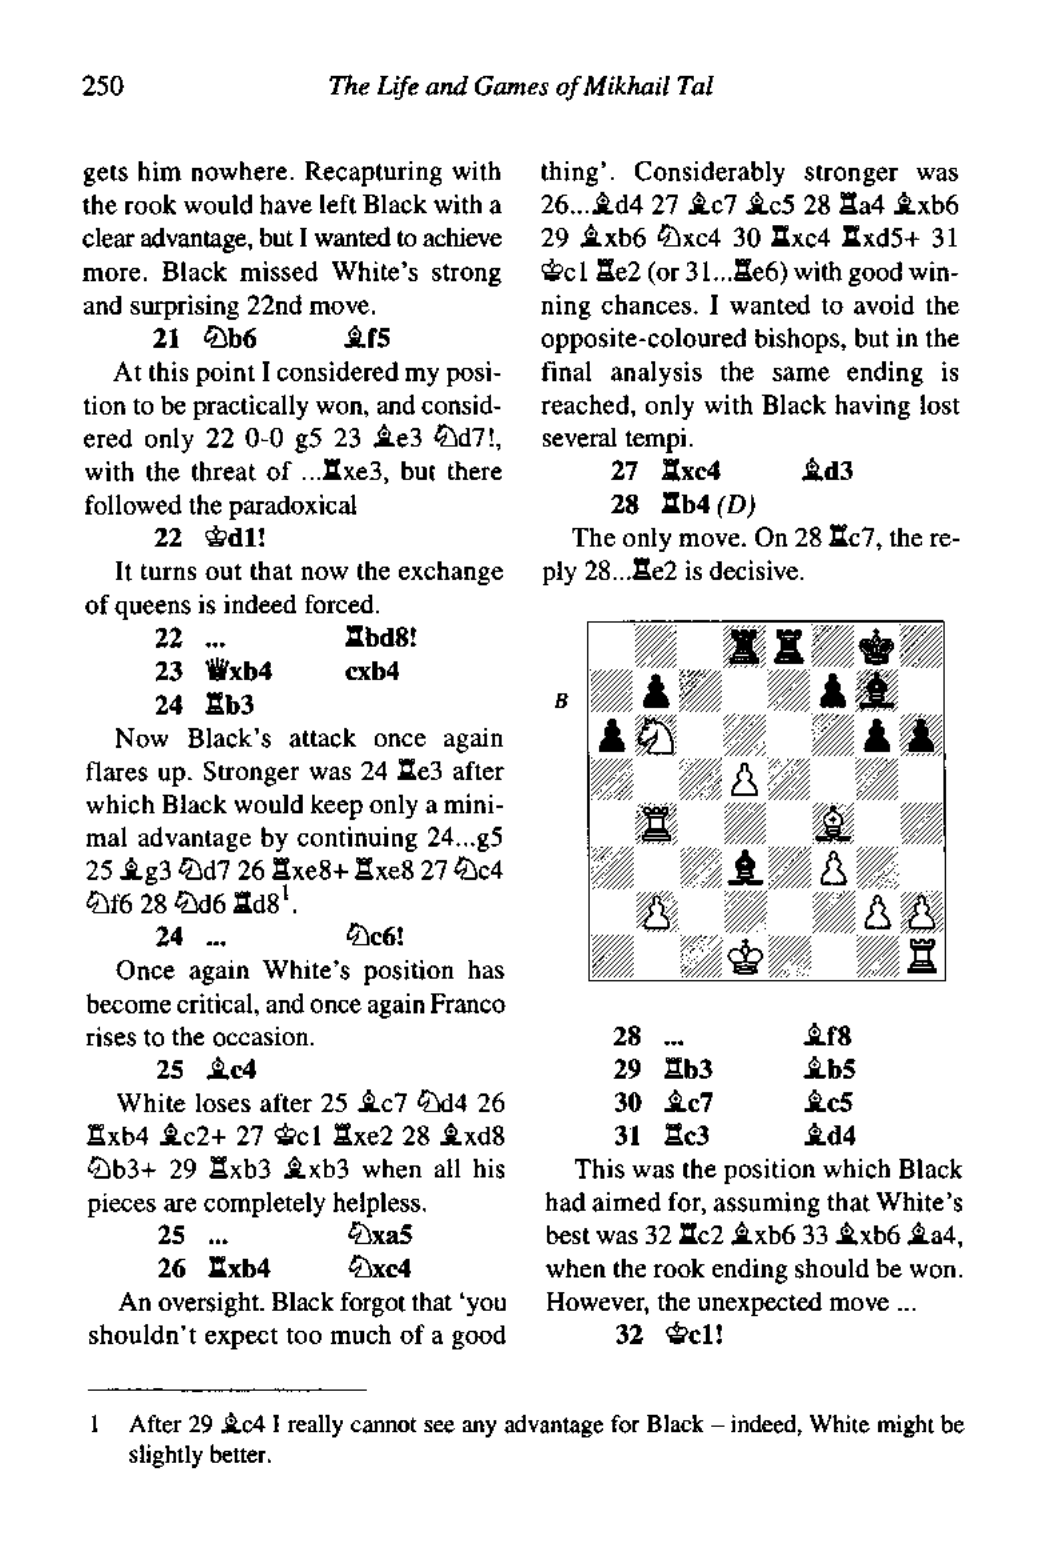 250
The Life and Games of Mikhail Tal
gets him nowhere. Recapturing with
the rook would have left Black with a
clear advantage, but I wanted to achieve
more. Black missed White's strong
and surprising 22nd move.
21 ♘b6 ♝f5
At this point I considered my posi-
tion to be practically won, and consid-
ered only 22 0-0 g5 23 ♗e3 ♘d7!,
with the threat of ...♖xe3, but there
followed the paradoxical
22 ♔d1!
It turns out that now the exchange
of queens is indeed forced.
22 ... ♖bd8!
23 ♕xb4 cxb4
24 ♖b3
Now Black's attack once again
flares up. Stronger was 24 ♖e3 after
which Black would keep only a mini-
mal advantage by continuing 24...g5
25 ♗g3 ♘d7 26 ♖xe8+ ♖xe8 27 ♘c4
♘f6 28 ♘d6 ♖d8¹.
24 ... ♘c6!
Once again White's position has
become critical, and once again Franco
rises to the occasion.
25 ♗c4
White loses after 25 ♗c7 ♘d4 26
♖xb4 ♗c2+ 27 ♔c1 ♖xe2 28 ♗xd8
♘b3+ 29 ♖xb3 ♗xb3 when all his
pieces are completely helpless.
25 ... ♘xa5
26 ♖xb4 ♘xc4
An oversight. Black forgot that 'you
shouldn't expect too much of a good
thing'. Considerably stronger was
26...♗d4 27 ♗c7 ♗c5 28 ♖a4 ♗xb6
29 ♗xb6 ♘xc4 30 ♖xc4 ♖xd5+ 31
♔c1 ♖e2 (or 31...♖e6) with good win-
ning chances. I wanted to avoid the
opposite-coloured bishops, but in the
final analysis the same ending is
reached, only with Black having lost
several tempi.
27 ♖xc4 ♗d3
28 ♖b4 (D)
The only move. On 28 ♖c7, the re-
ply 28...♖e2 is decisive.
B
28 ... ♗f8
29 ♖b3 ♗b5
30 ♗c7 ♗c5
31 ♖c3 ♗d4
This was the position which Black
had aimed for, assuming that White's
best was 32 ♖c2 ♗xb6 33 ♗xb6 ♗a4,
when the rook ending should be won.
However, the unexpected move ...
32 ♔c1!
1 After 29 ♗c4 I really cannot see any advantage for Black – indeed, White might be
slightly better.